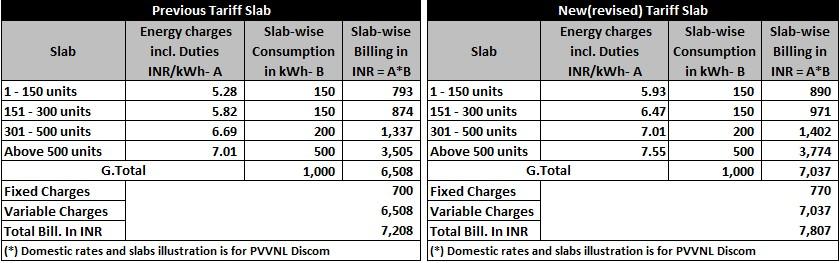 Previous Tariff Slab
Slab
Energy charges
incl. Duties
INR/kWh- A
Slab-wise
Consumption
in kWh- B
Slab-wise
Billing in
INR = A*B
1 - 150 units 5.28 150 793
151 - 300 units 5.82 150 874
301 - 500 units 6.69 200 1,337
Above 500 units 7.01 500 3,505
G.Total 1,000 6,508
Fixed Charges 700
Variable Charges 6,508
Total Bill. In INR 7,208
(*) Domestic rates and slabs illustration is for PVVNL Discom
New(revised) Tariff Slab
Slab
Energy charges
incl. Duties
INR/kWh- A
Slab-wise
Consumption
in kWh- B
Slab-wise
Billing in
INR = A*B
1 - 150 units 5.93 150 890
151 - 300 units 6.47 150 971
301 - 500 units 7.01 200 1,402
Above 500 units 7.55 500 3,774
G.Total 1,000 7,037
Fixed Charges 770
Variable Charges 7,037
Total Bill. In INR 7,807
(*) Domestic rates and slabs illustration is for PVVNL Discom